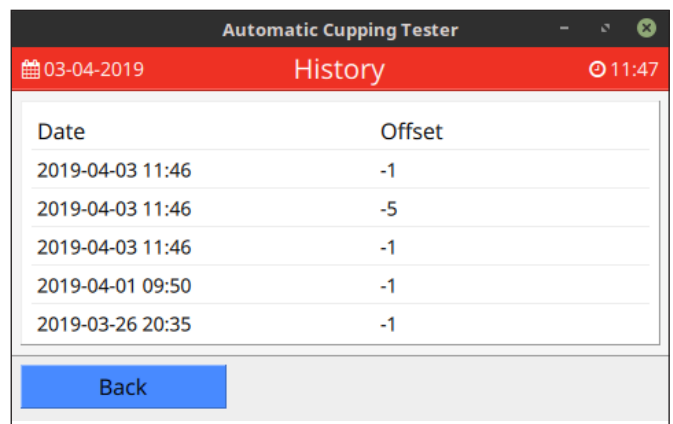 Automatic Cupping Tester
03-04-2019 History 11:47
Date Offset
2019-04-03 11:46 -1
2019-04-03 11:46 -5
2019-04-03 11:46 -1
2019-04-01 09:50 -1
2019-03-26 20:35 -1
Back